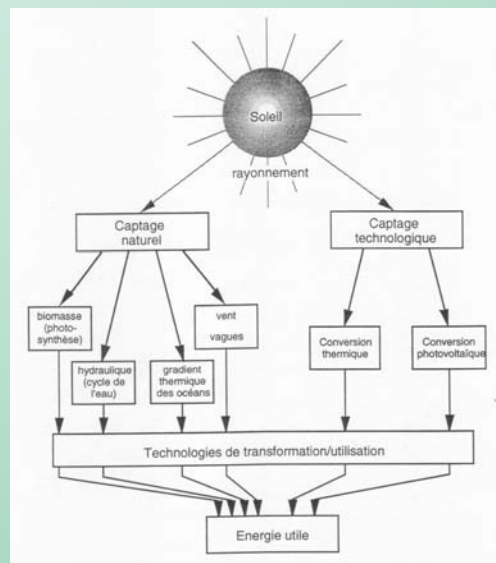 Soleil
rayonnement
Captage
naturel
Captage
technologique
biomasse
(photo-
synthèse)
hydraulique
(cycle de
l'eau)
gradient
thermique
des océans
vent
vagues
Conversion
thermique
Conversion
photovoltaïque
Technologies de transformation/utilisation
Energie utile